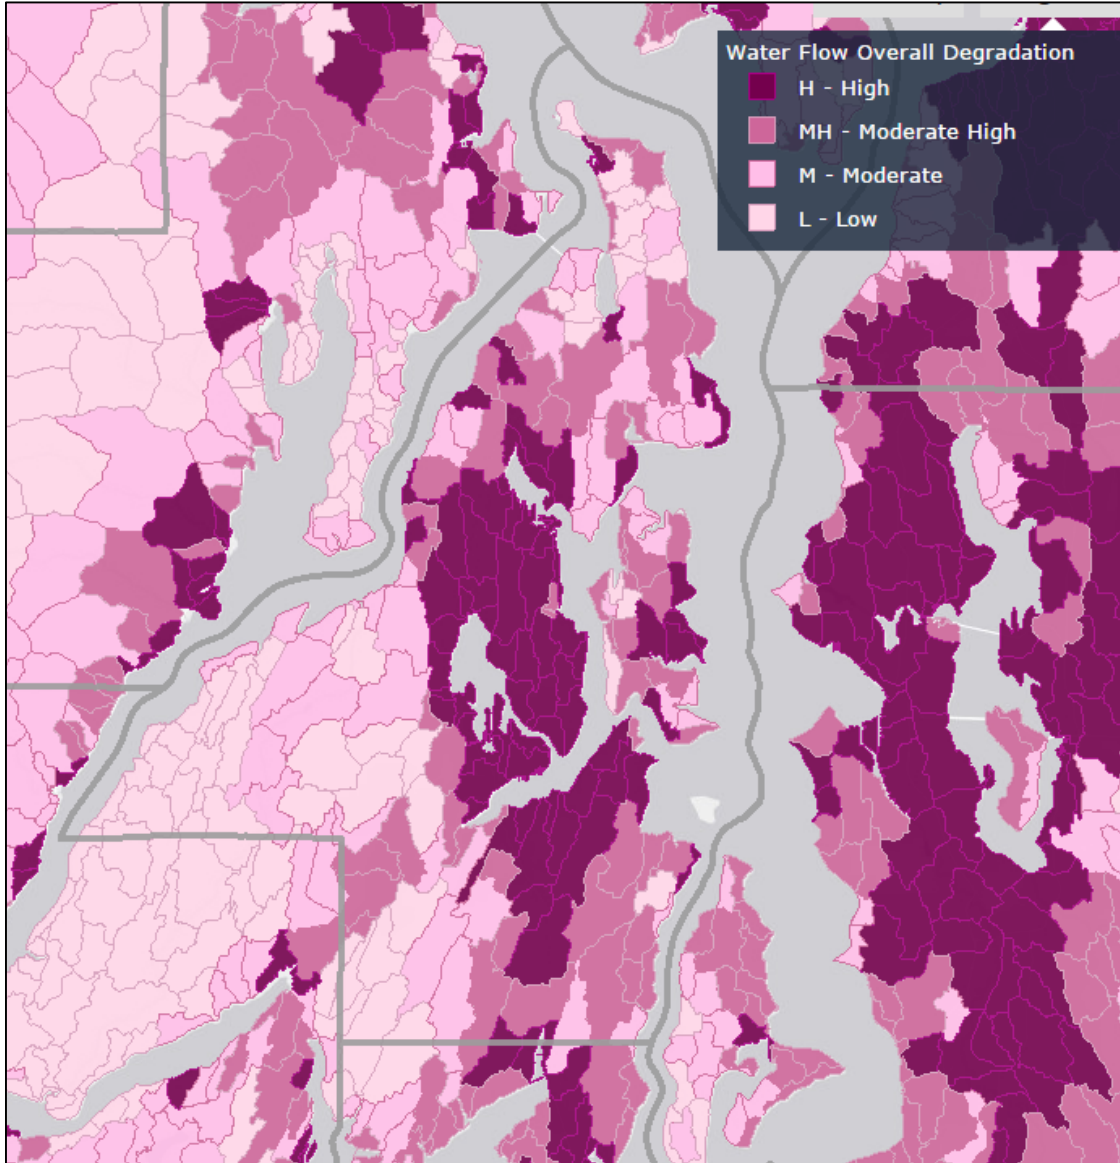 Water Flow Overall Degradation
H - High
MH - Moderate High
M - Moderate
L - Low